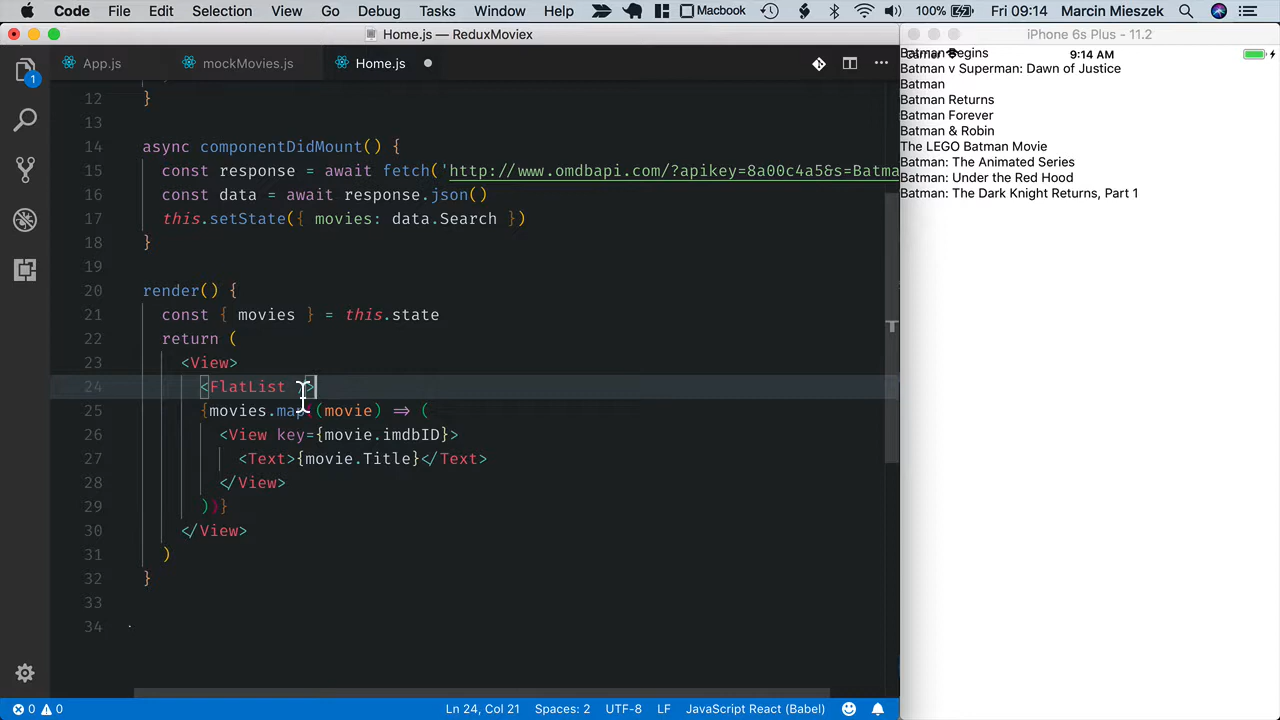 Code File Edit Selection View Go Debug Tasks Window Help Macbook 100% Fri 09:14 Marcin Mieszek
Home.js — ReduxMoviex
App.js mockMovies.js Home.js
1
12 }
13
14 async componentDidMount() {
15 const response = await fetch('http://www.omdbapi.com/?apikey=8a00c4a5&s=Batma
16 const data = await response.json()
17 this.setState({ movies: data.Search })
18 }
19
20 render() {
21 const { movies } = this.state
22 return (
23 <View>
24 <FlatList />
25 {movies.map((movie) => (
26 <View key={movie.imdbID}>
27 <Text>{movie.Title}</Text>
28 </View>
29 ))}
30 </View>
31 )
32 }
33
34
0 0 Ln 24, Col 21 Spaces: 2 UTF-8 LF JavaScript React (Babel)
iPhone 6s Plus - 11.2
9:14 AM
Batman Begins
Batman v Superman: Dawn of Justice
Batman
Batman Returns
Batman Forever
Batman & Robin
The LEGO Batman Movie
Batman: The Animated Series
Batman: Under the Red Hood
Batman: The Dark Knight Returns, Part 1